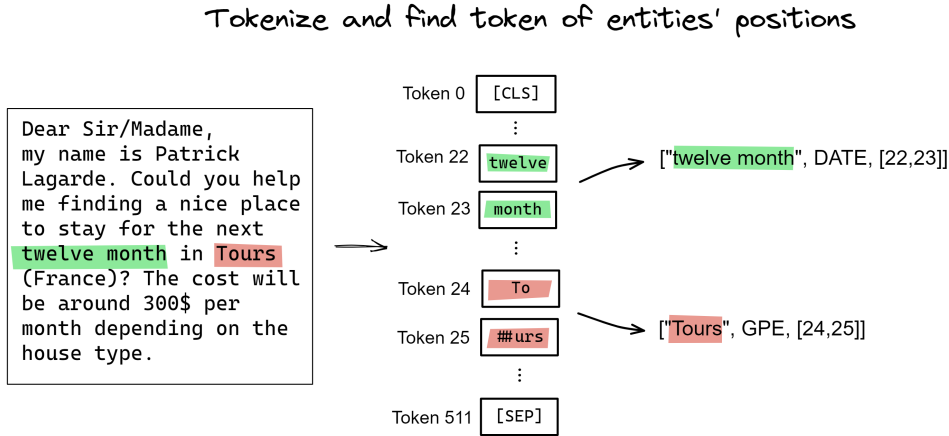 Tokenize and find token of entities' positions
Dear Sir/Madame,
my name is Patrick
Lagarde. Could you help
me finding a nice place
to stay for the next
twelve month in Tours
(France)? The cost will
be around 300$ per
month depending on the
house type.
Token 0 [CLS]
⋮
Token 22 twelve
Token 23 month
⋮
Token 24 To
Token 25 ##urs
⋮
Token 511 [SEP]
["twelve month", DATE, [22,23]]
["Tours", GPE, [24,25]]